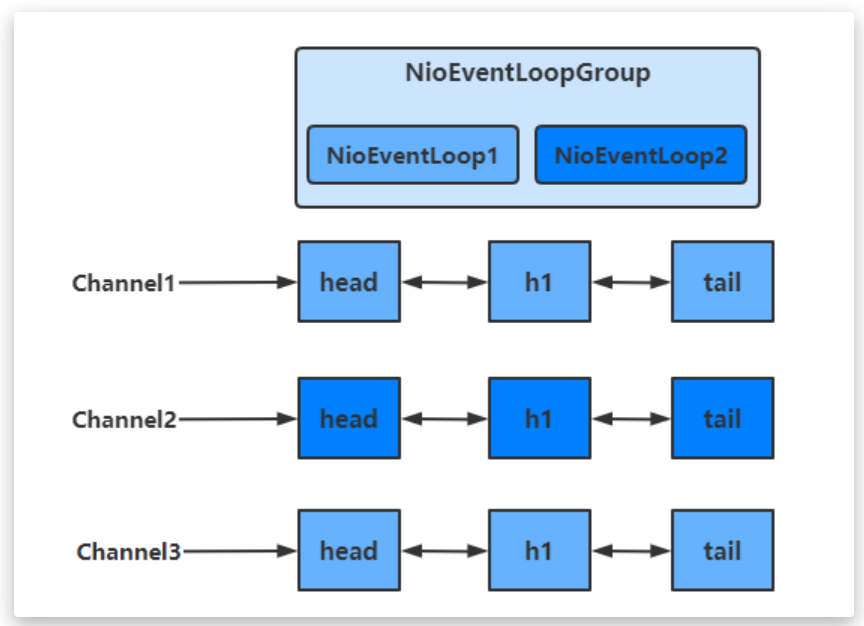 NioEventLoopGroup
NioEventLoop1 NioEventLoop2
Channel1 head h1 tail
Channel2 head h1 tail
Channel3 head h1 tail